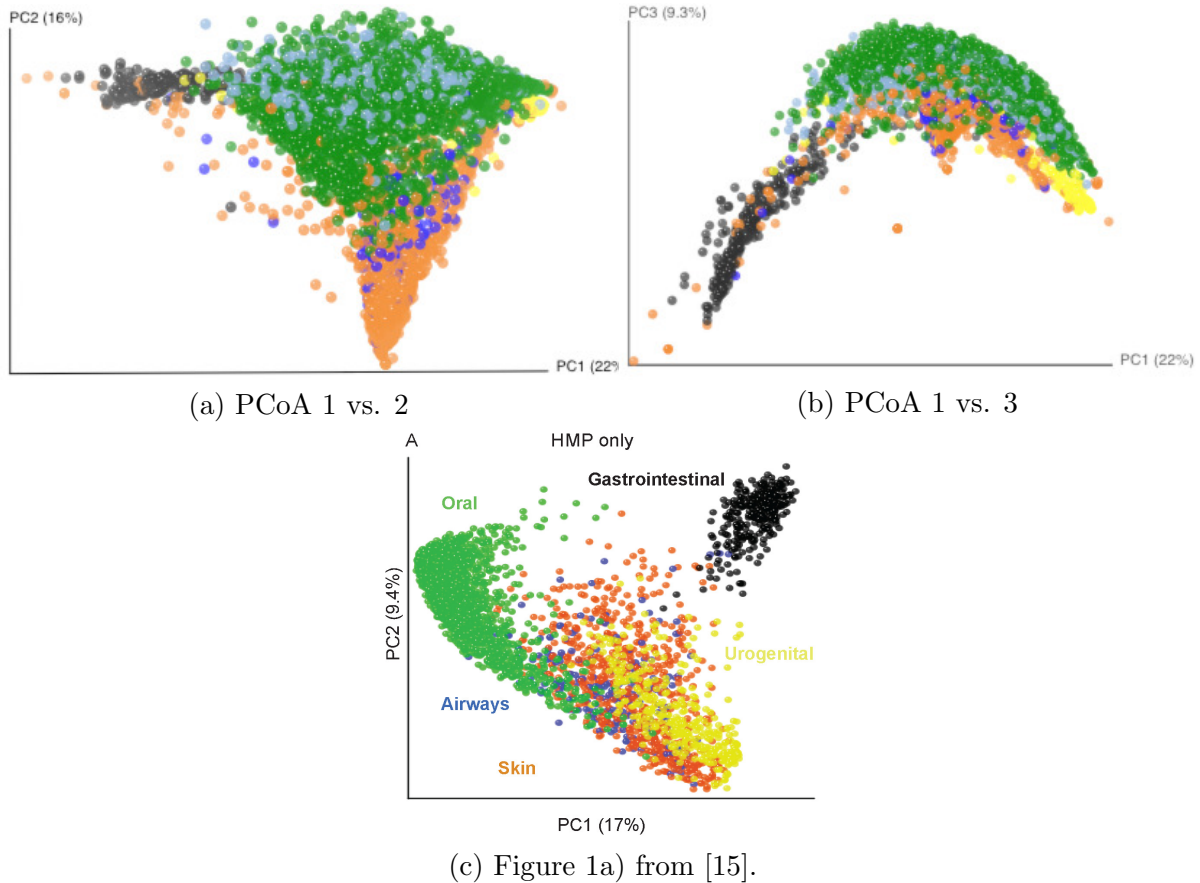 PC2 (16%)
PC1 (22%
(a) PCoA 1 vs. 2
PC3 (9.3%)
PC1 (22%)
(b) PCoA 1 vs. 3
A
HMP only
Gastrointestinal
Oral
PC2 (9.4%)
Urogenital
Airways
Skin
PC1 (17%)
(c) Figure 1a) from [15].